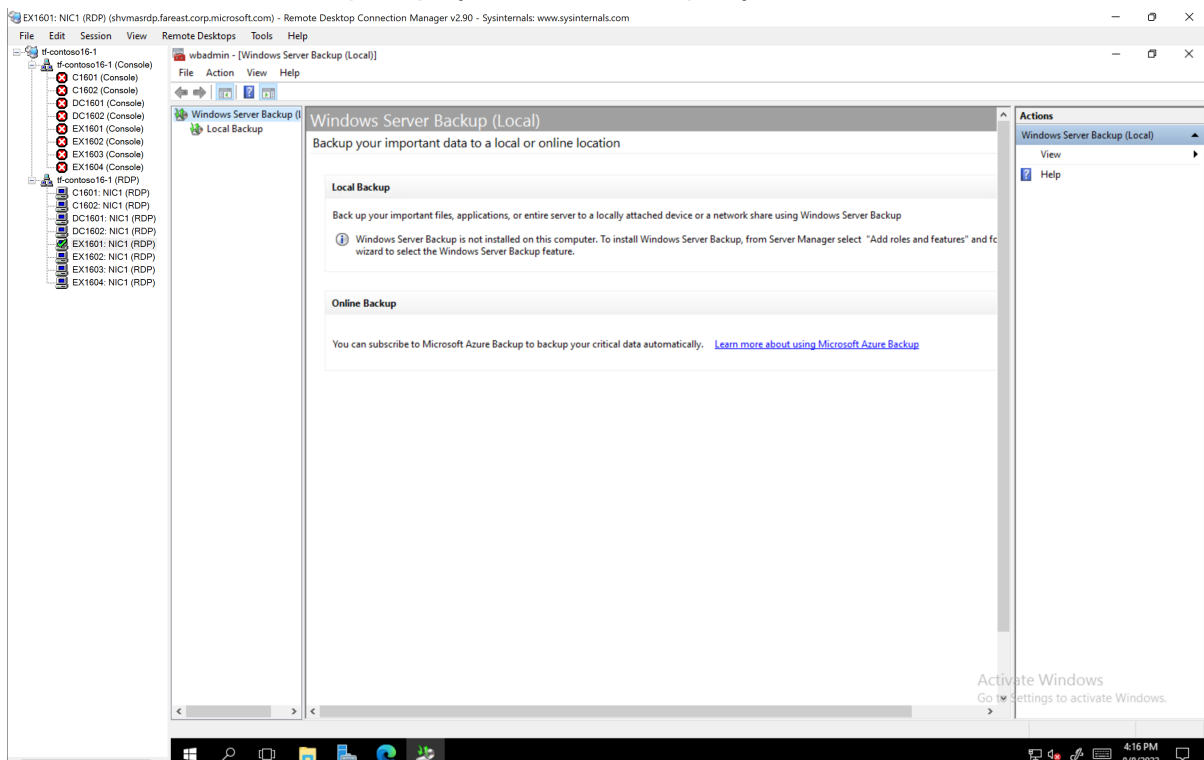 EX1601: NIC1 (RDP) (shvmasrdp.fareast.corp.microsoft.com) - Remote Desktop Connection Manager v2.90 - Sysinternals: www.sysinternals.com
File Edit Session View Remote Desktops Tools Help
tf-contoso16-1
tf-contoso16-1 (Console)
C1601 (Console)
C1602 (Console)
DC1601 (Console)
DC1602 (Console)
EX1601 (Console)
EX1602 (Console)
EX1603 (Console)
EX1604 (Console)
tf-contoso16-1 (RDP)
C1601: NIC1 (RDP)
C1602: NIC1 (RDP)
DC1601: NIC1 (RDP)
DC1602: NIC1 (RDP)
EX1601: NIC1 (RDP)
EX1602: NIC1 (RDP)
EX1603: NIC1 (RDP)
EX1604: NIC1 (RDP)
wbadmin - [Windows Server Backup (Local)]
File Action View Help
Windows Server Backup (L
Local Backup
Windows Server Backup (Local)
Backup your important data to a local or online location
Local Backup
Back up your important files, applications, or entire server to a locally attached device or a network share using Windows Server Backup
Windows Server Backup is not installed on this computer. To install Windows Server Backup, from Server Manager select "Add roles and features" and fo
wizard to select the Windows Server Backup feature.
Online Backup
You can subscribe to Microsoft Azure Backup to backup your critical data automatically. Learn more about using Microsoft Azure Backup
Actions
Windows Server Backup (Local)
View
Help
Activate Windows
Go to Settings to activate Windows.
4:16 PM